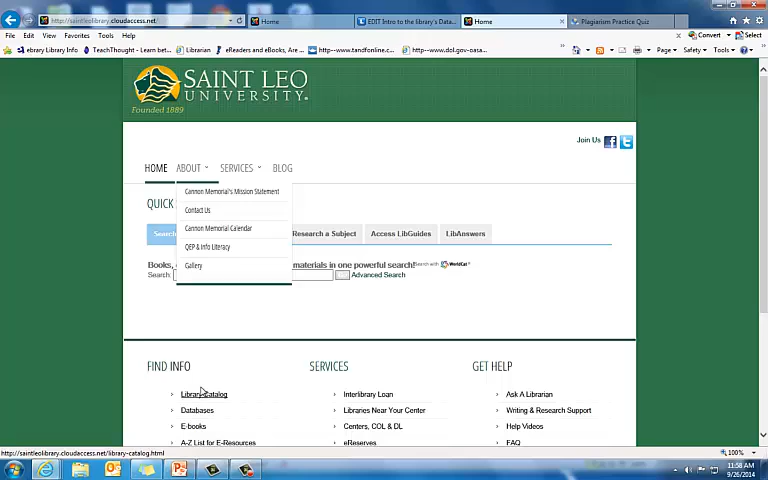 http://saintleolibrary.cloudaccess.net/
Home
EDIT Intro to the library's Data...
Home
Plagiarism Practice Quiz
File Edit View Favorites Tools Help
Convert Select
ebrary Library Info
TeachThought - Learn bet...
Librarian
eReaders and eBooks, Are ...
http--www.tandfonline.c...
http--www.dol.gov-oasa...
Page Safety Tools
SAINT LEO
UNIVERSITY
Founded 1889
Join Us
HOME ABOUT SERVICES BLOG
Cannon Memorial's Mission Statement
Contact Us
Cannon Memorial Calendar
QEP & Info Literacy
Gallery
QUICK S
Search
Research a Subject
Access LibGuides
LibAnswers
Books, materials in one powerful search!
Search with WorldCat
Search:
Advanced Search
FIND INFO
Library Catalog
Databases
E-books
A-Z List for E-Resources
SERVICES
Interlibrary Loan
Libraries Near Your Center
Centers, COL & DL
eReserves
GET HELP
Ask A Librarian
Writing & Research Support
Help Videos
FAQ
http://saintleolibrary.cloudaccess.net/library-catalog.html
100%
11:58 AM
9/26/2014